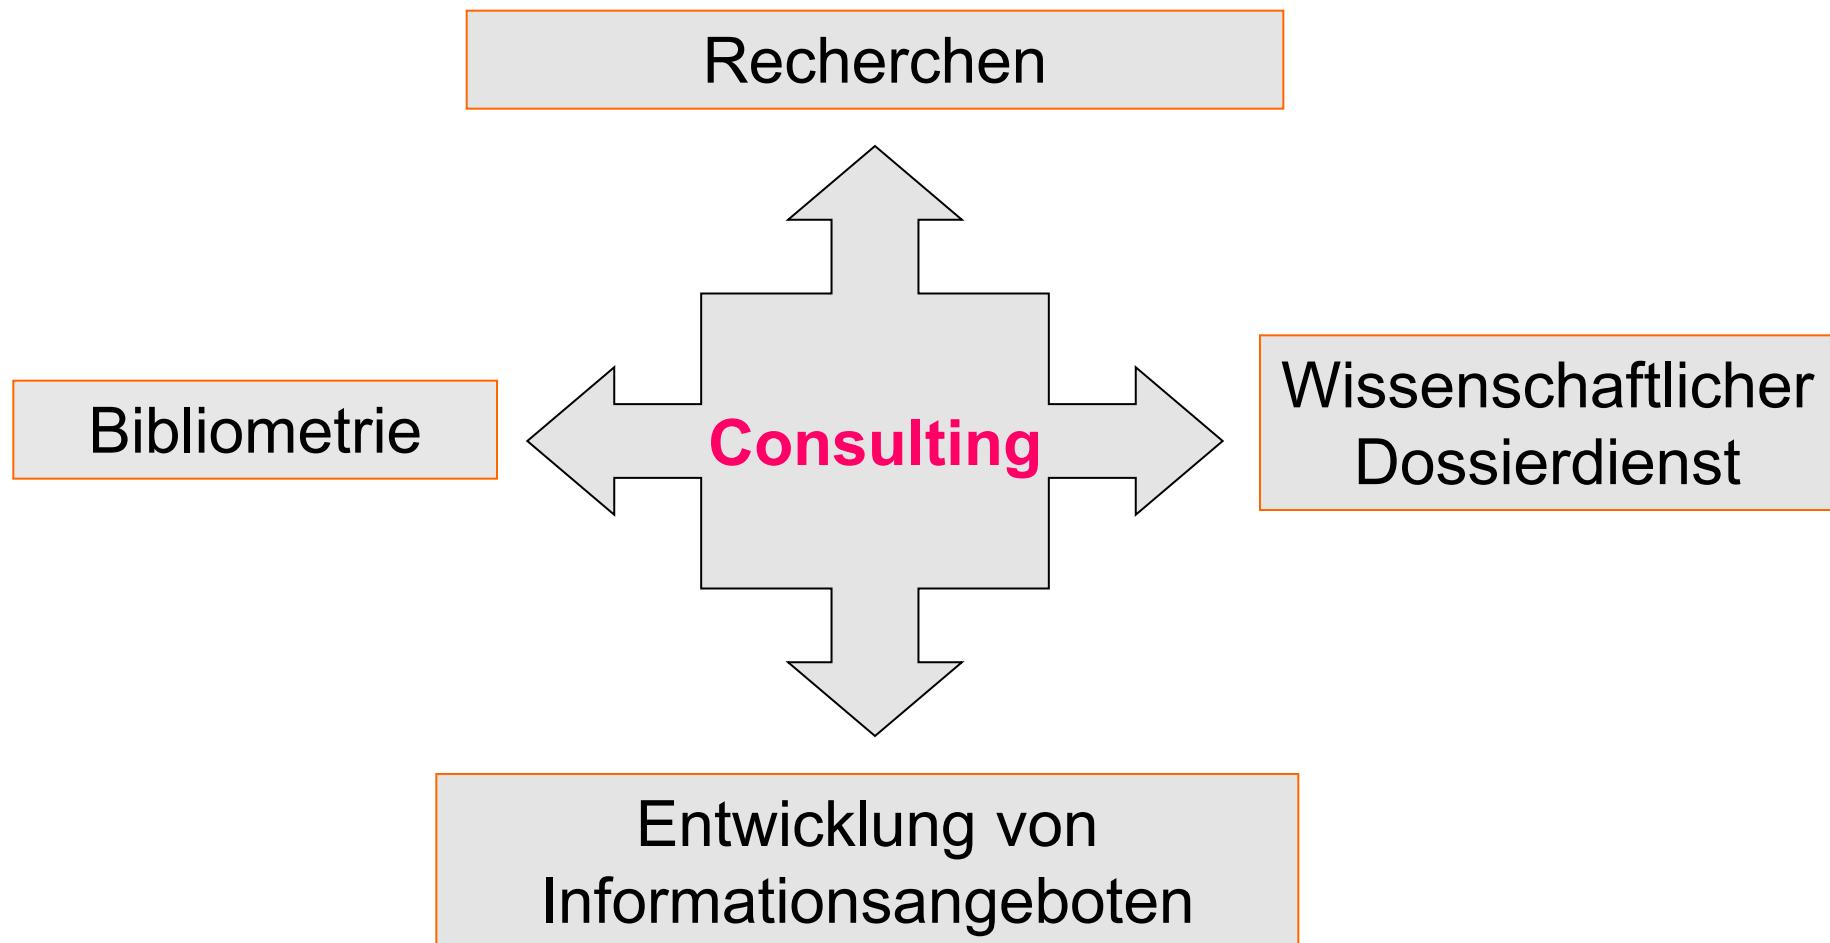 Recherchen
Bibliometrie
Consulting
Wissenschaftlicher
Dossierdienst
Entwicklung von
Informationsangeboten